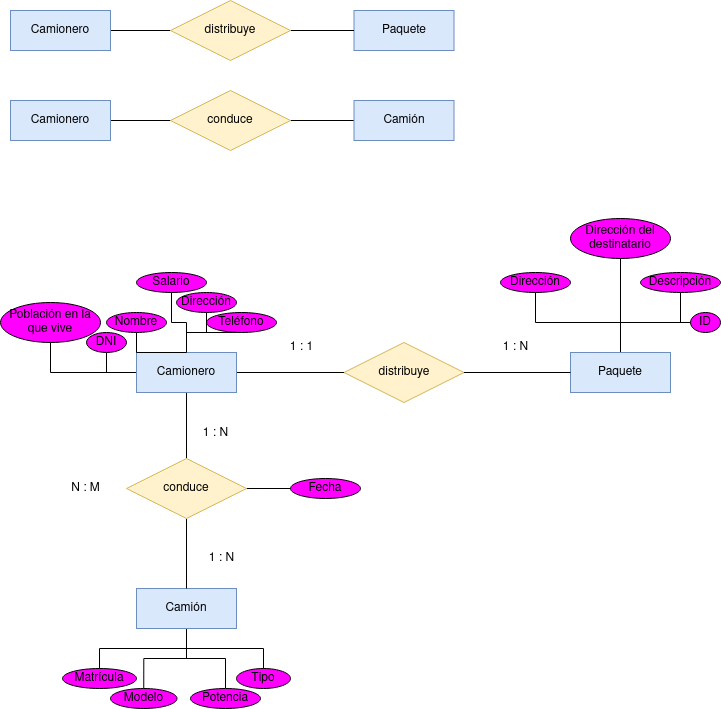 Camionero
distribuye
Paquete
Camionero
conduce
Camión
Dirección del
destinatario
Salario
Dirección
Descripción
Población en la
que vive
Dirección
Nombre
Teléfono
ID
DNI
1 : 1
1 : N
Camionero
distribuye
Paquete
1 : N
N : M
conduce
Fecha
1 : N
Camión
Matrícula
Tipo
Modelo
Potencia